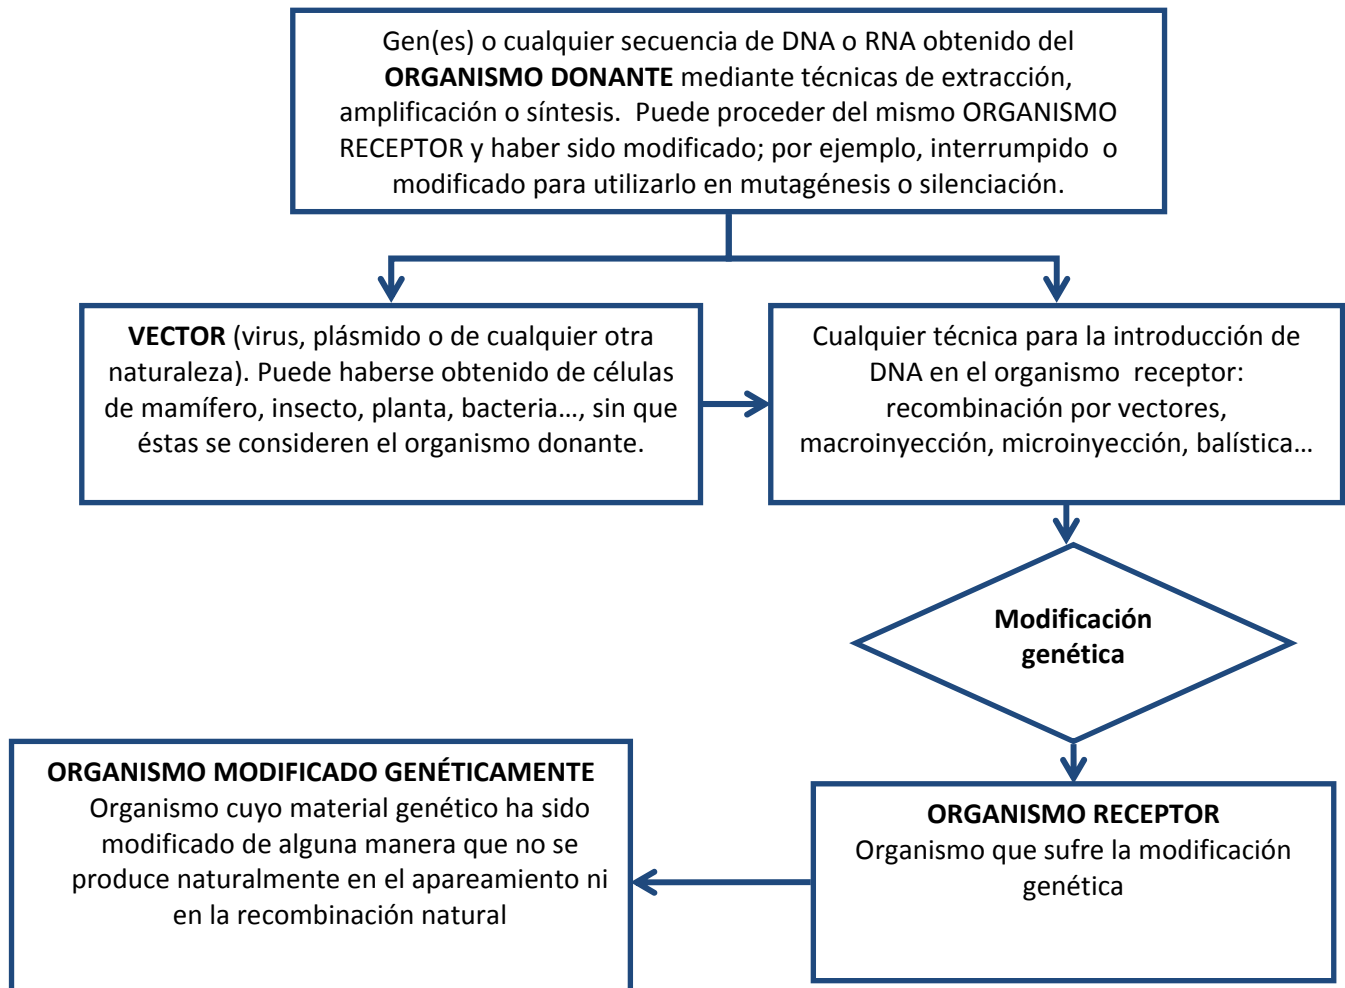 Gen(es) o cualquier secuencia de DNA o RNA obtenido del
ORGANISMO DONANTE mediante técnicas de extracción,
amplificación o síntesis.  Puede proceder del mismo ORGANISMO
RECEPTOR y haber sido modificado; por ejemplo, interrumpido  o
modificado para utilizarlo en mutagénesis o silenciación.
VECTOR (virus, plásmido o de cualquier otra
naturaleza). Puede haberse obtenido de células
de mamífero, insecto, planta, bacteria…, sin que
éstas se consideren el organismo donante.
Cualquier técnica para la introducción de
DNA en el organismo  receptor:
recombinación por vectores,
macroinyección, microinyección, balística…
Modificación
genética
ORGANISMO RECEPTOR
Organismo que sufre la modificación
genética
ORGANISMO MODIFICADO GENÉTICAMENTE
Organismo cuyo material genético ha sido
modificado de alguna manera que no se
produce naturalmente en el apareamiento ni
en la recombinación natural